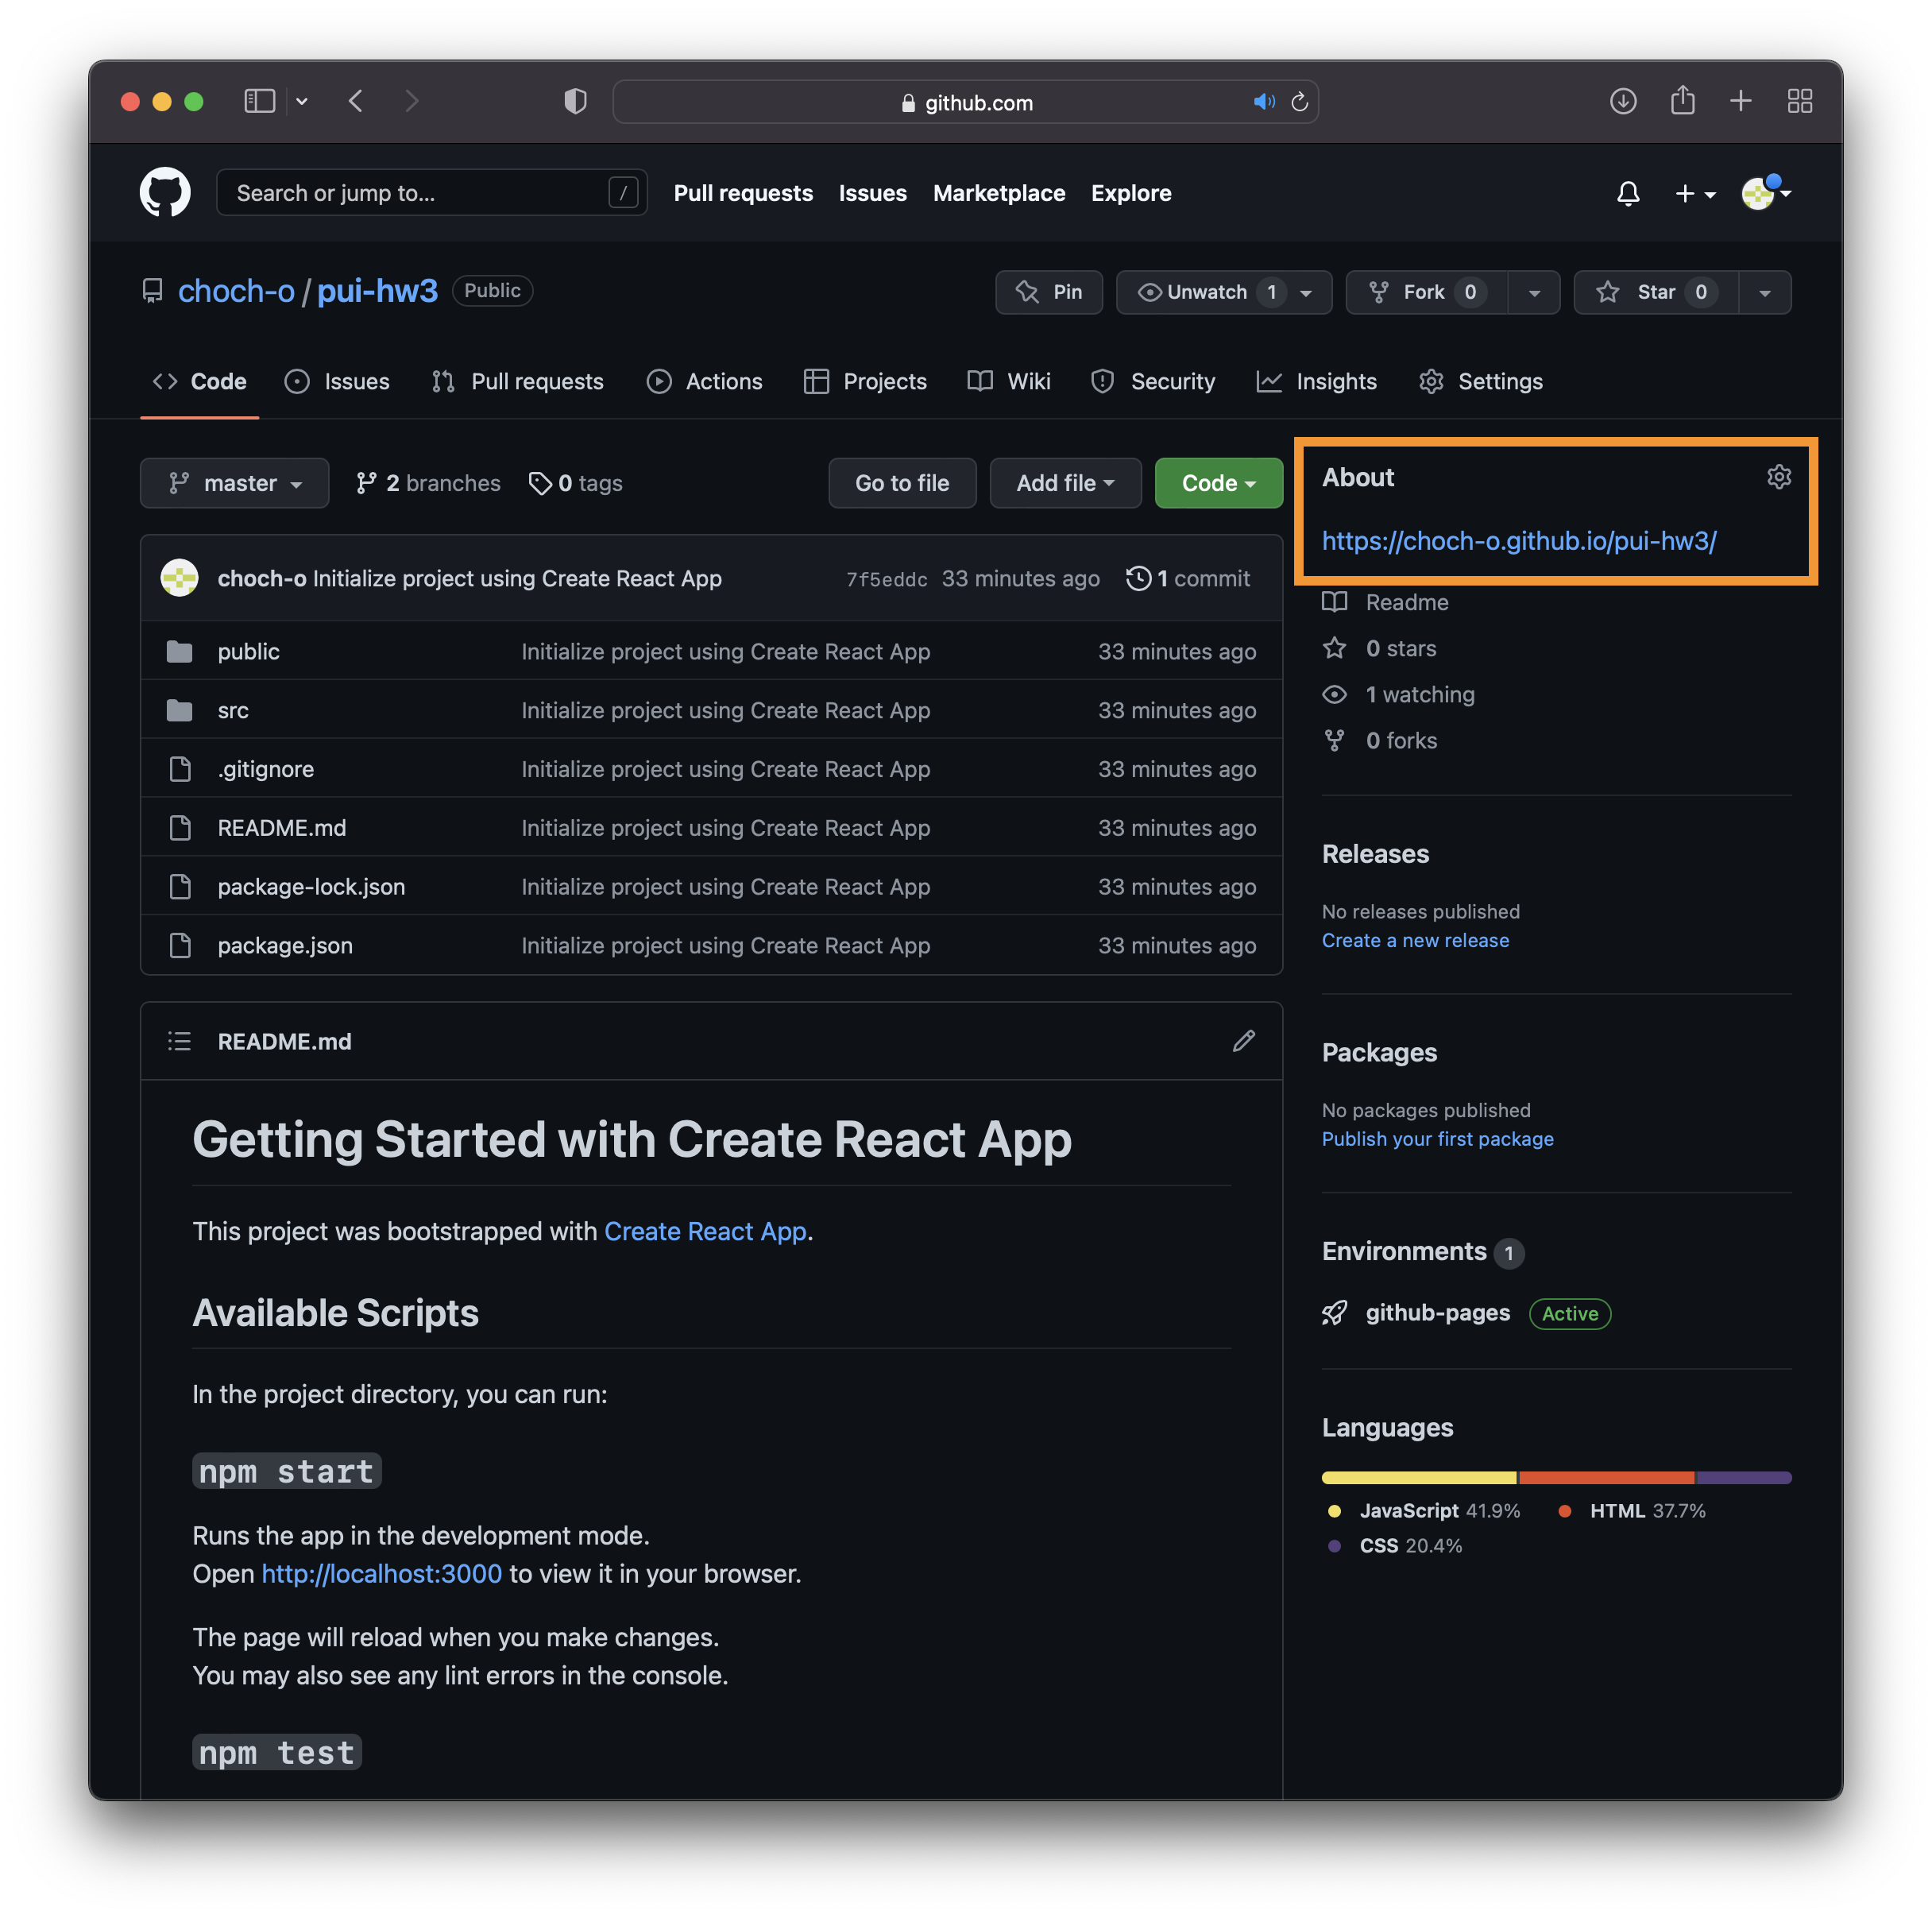 github.com
Search or jump to... /
Pull requests Issues Marketplace Explore
choch-o / pui-hw3 Public
Pin Unwatch 1 Fork 0 Star 0
Code Issues Pull requests Actions Projects Wiki Security Insights Settings
master 2 branches 0 tags Go to file Add file Code
choch-o Initialize project using Create React App 7f5eddc 33 minutes ago 1 commit
public Initialize project using Create React App 33 minutes ago
src Initialize project using Create React App 33 minutes ago
.gitignore Initialize project using Create React App 33 minutes ago
README.md Initialize project using Create React App 33 minutes ago
package-lock.json Initialize project using Create React App 33 minutes ago
package.json Initialize project using Create React App 33 minutes ago
README.md
Getting Started with Create React App
This project was bootstrapped with Create React App.
Available Scripts
In the project directory, you can run:
npm start
Runs the app in the development mode.
Open http://localhost:3000 to view it in your browser.
The page will reload when you make changes.
You may also see any lint errors in the console.
npm test
About
https://choch-o.github.io/pui-hw3/
Readme
0 stars
1 watching
0 forks
Releases
No releases published
Create a new release
Packages
No packages published
Publish your first package
Environments 1
github-pages Active
Languages
JavaScript 41.9% HTML 37.7%
CSS 20.4%